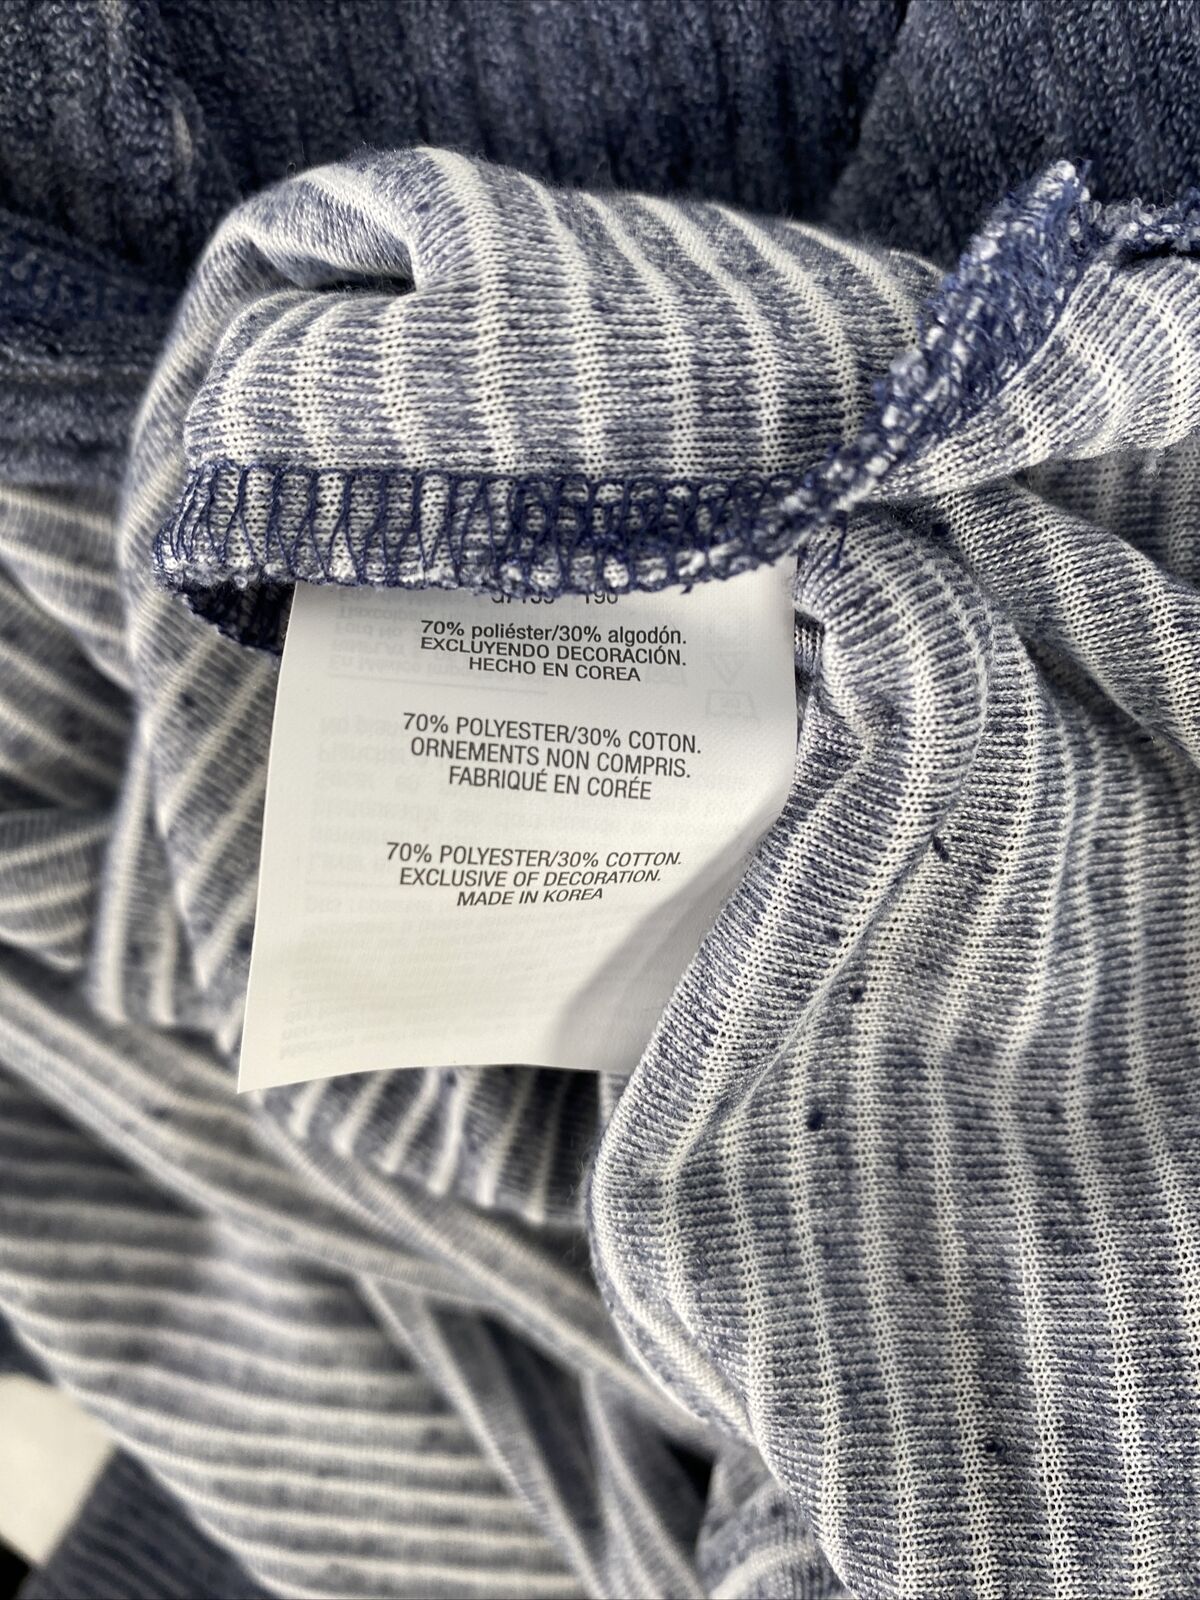 70% poliéster/30% algodón.
EXCLUYENDO DECORACIÓN.
HECHO EN COREA
70% POLYESTER/30% COTON.
ORNEMENTS NON COMPRIS.
FABRIQUÉ EN CORÉE
70% POLYESTER/30% COTTON.
EXCLUSIVE OF DECORATION.
MADE IN KOREA